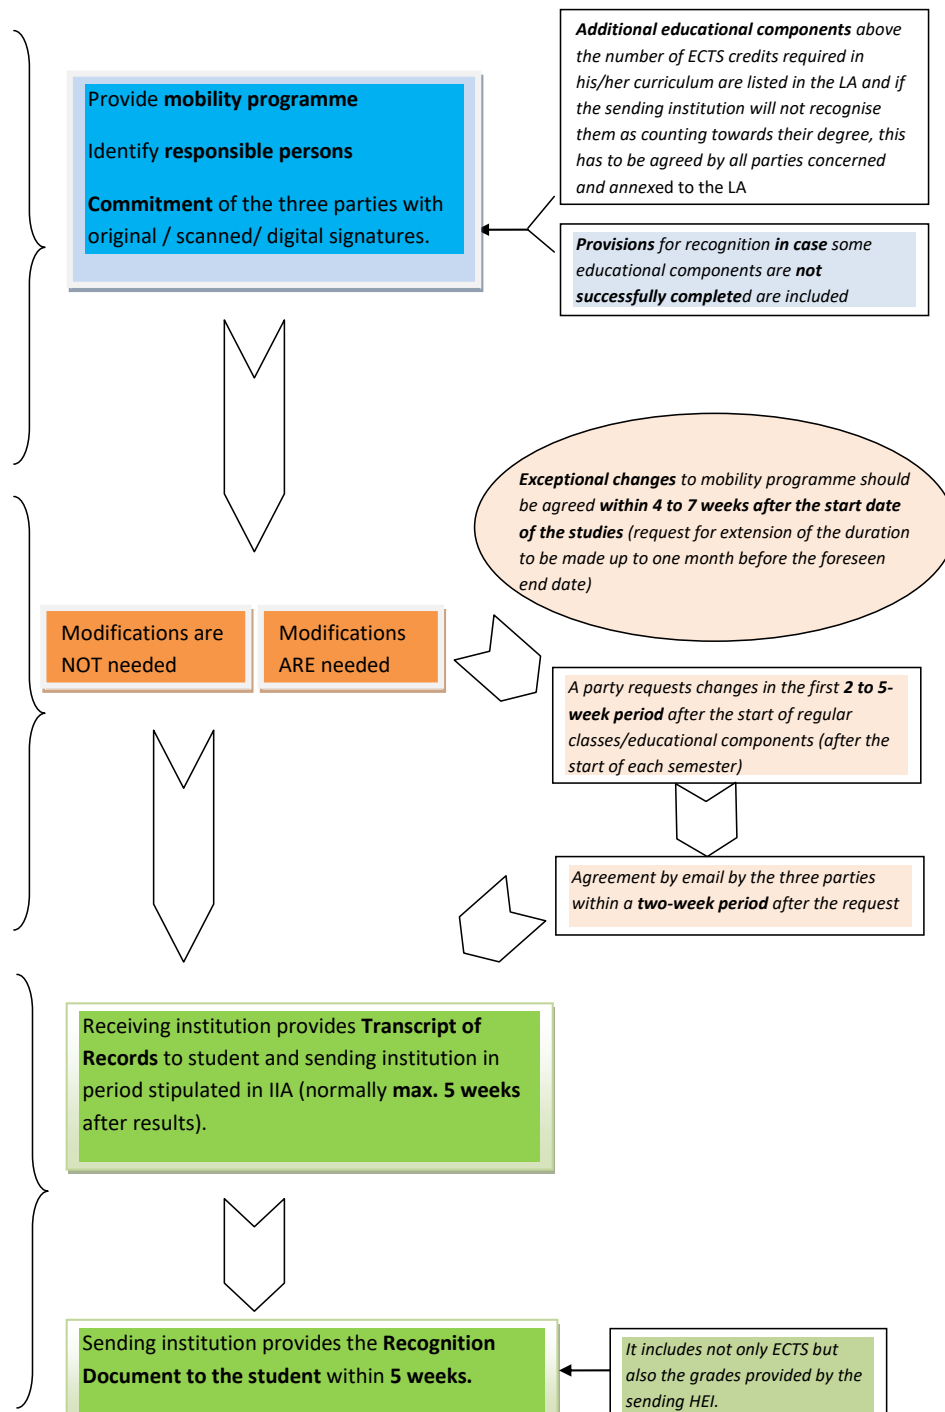 Additional educational components above
the number of ECTS credits required in
his/her curriculum are listed in the LA and if
the sending institution will not recognise
them as counting towards their degree, this
has to be agreed by all parties concerned
and annexed to the LA
Provide mobility programme
Identify responsible persons
Commitment of the three parties with
original / scanned/ digital signatures.
Provisions for recognition in case some
educational components are not
successfully completed are included
Exceptional changes to mobility programme should
be agreed within 4 to 7 weeks after the start date
of the studies (request for extension of the duration
to be made up to one month before the foreseen
end date)
Modifications are
NOT needed
Modifications
ARE needed
A party requests changes in the first 2 to 5-
week period after the start of regular
classes/educational components (after the
start of each semester)
Agreement by email by the three parties
within a two-week period after the request
Receiving institution provides Transcript of
Records to student and sending institution in
period stipulated in IIA (normally max. 5 weeks
after results).
Sending institution provides the Recognition
Document to the student within 5 weeks.
It includes not only ECTS but
also the grades provided by the
sending HEI.